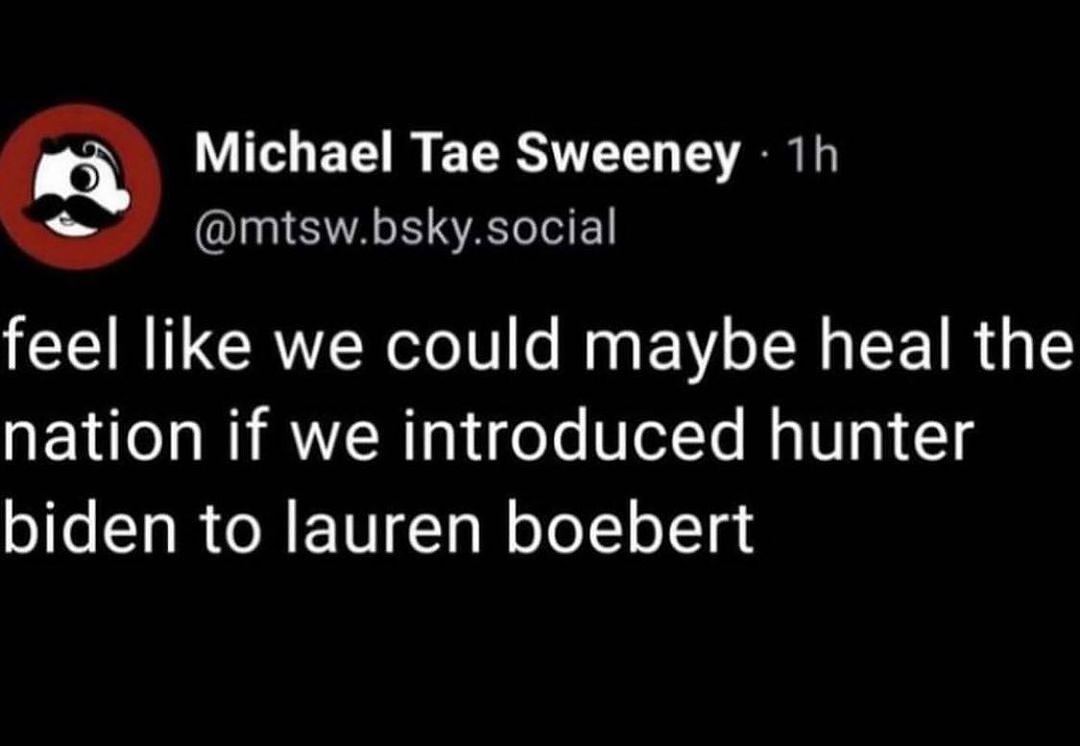 Michael Tae Sweeney · 1h
@mtsw.bsky.social
feel like we could maybe heal the
nation if we introduced hunter
biden to lauren boebert